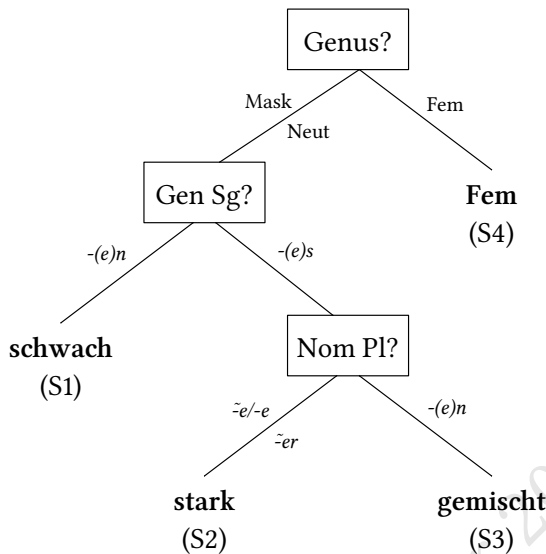 Genus?
Mask
Neut
Fem
Gen Sg?
Fem
(S4)
-(e)n
-(e)s
schwach
(S1)
Nom Pl?
-̈e/-e
-̈er
-(e)n
stark
(S2)
gemischt
(S3)